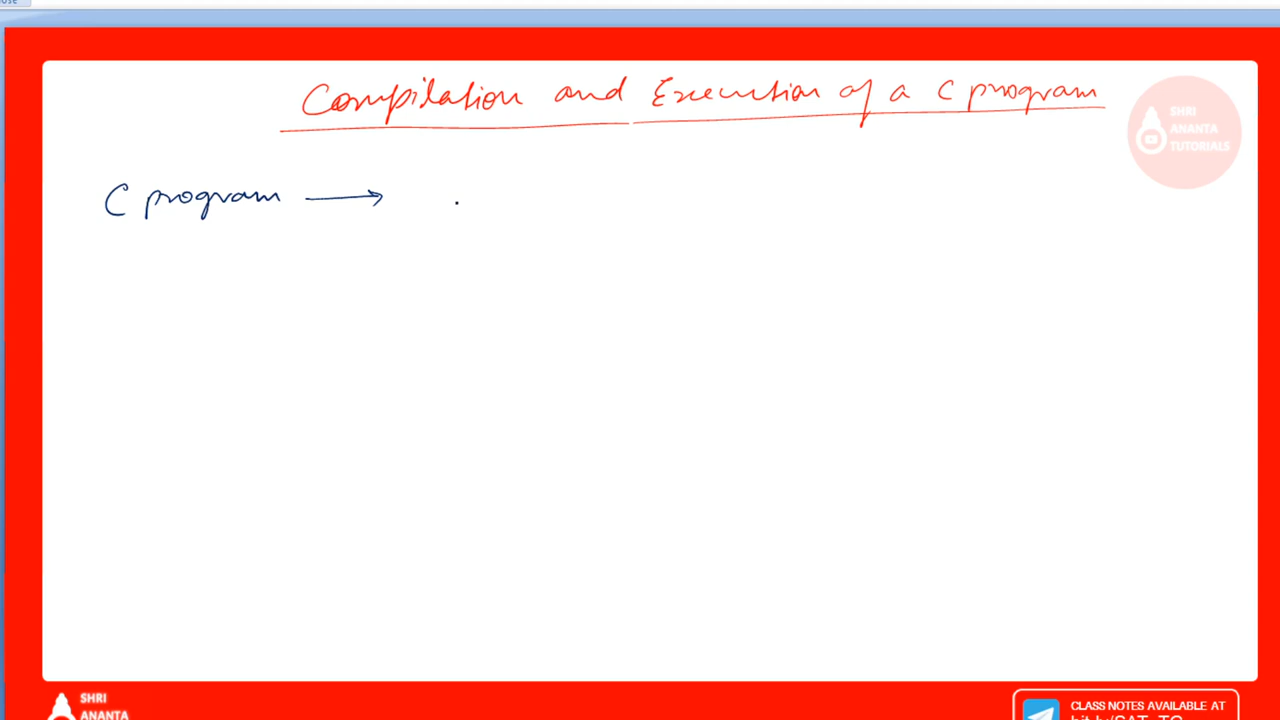 Compilation and Execution of a C program
SHRI
ANANTA
TUTORIALS
C program →
SHRI
ANANTA
CLASS NOTES AVAILABLE AT